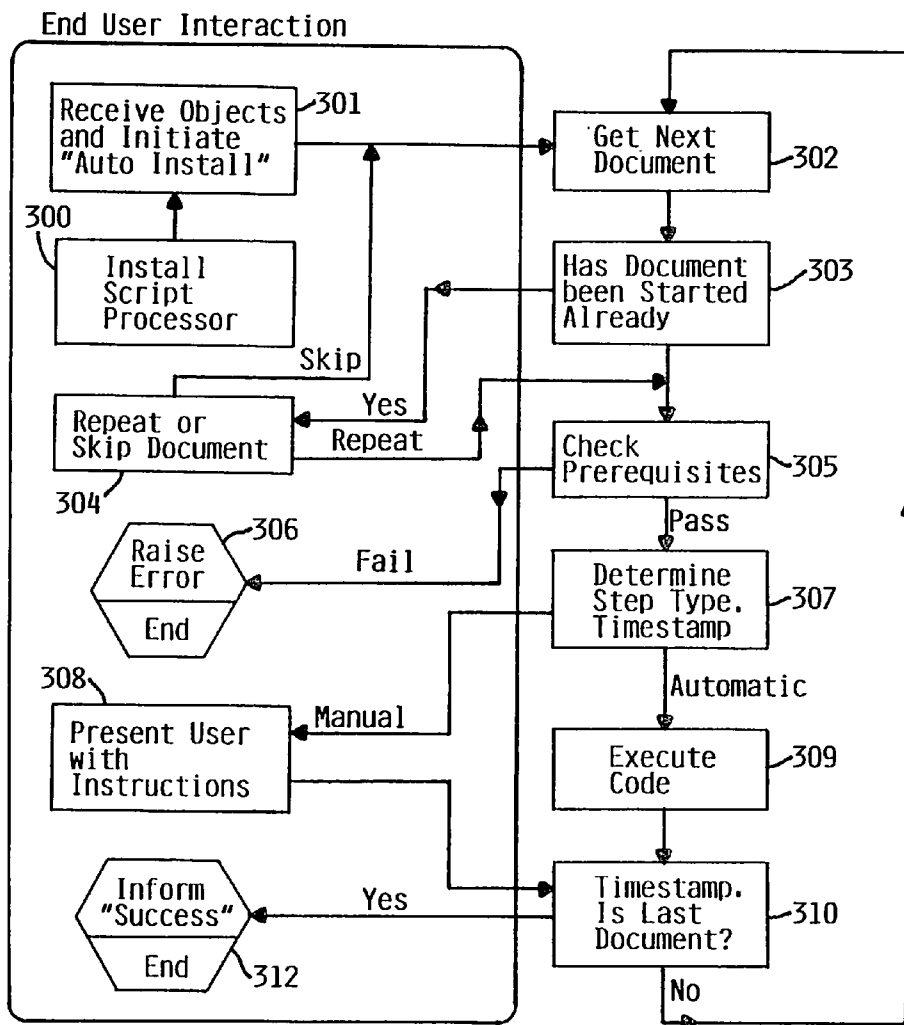 End User Interaction
Receive Objects
and Initiate
"Auto Install"
301
Get Next
Document
302
300
Install
Script
Processor
Has Document
been Started
Already
303
Skip
Repeat or
Skip Document
Yes
Repeat
304
Check
Prerequisites
305
Pass
306
Raise
Error
End
Fail
Determine
Step Type.
Timestamp
307
308
Manual
Automatic
Present User
with
Instructions
Execute
Code
309
Inform
"Success"
End
312
Yes
Timestamp.
Is Last
Document?
310
No